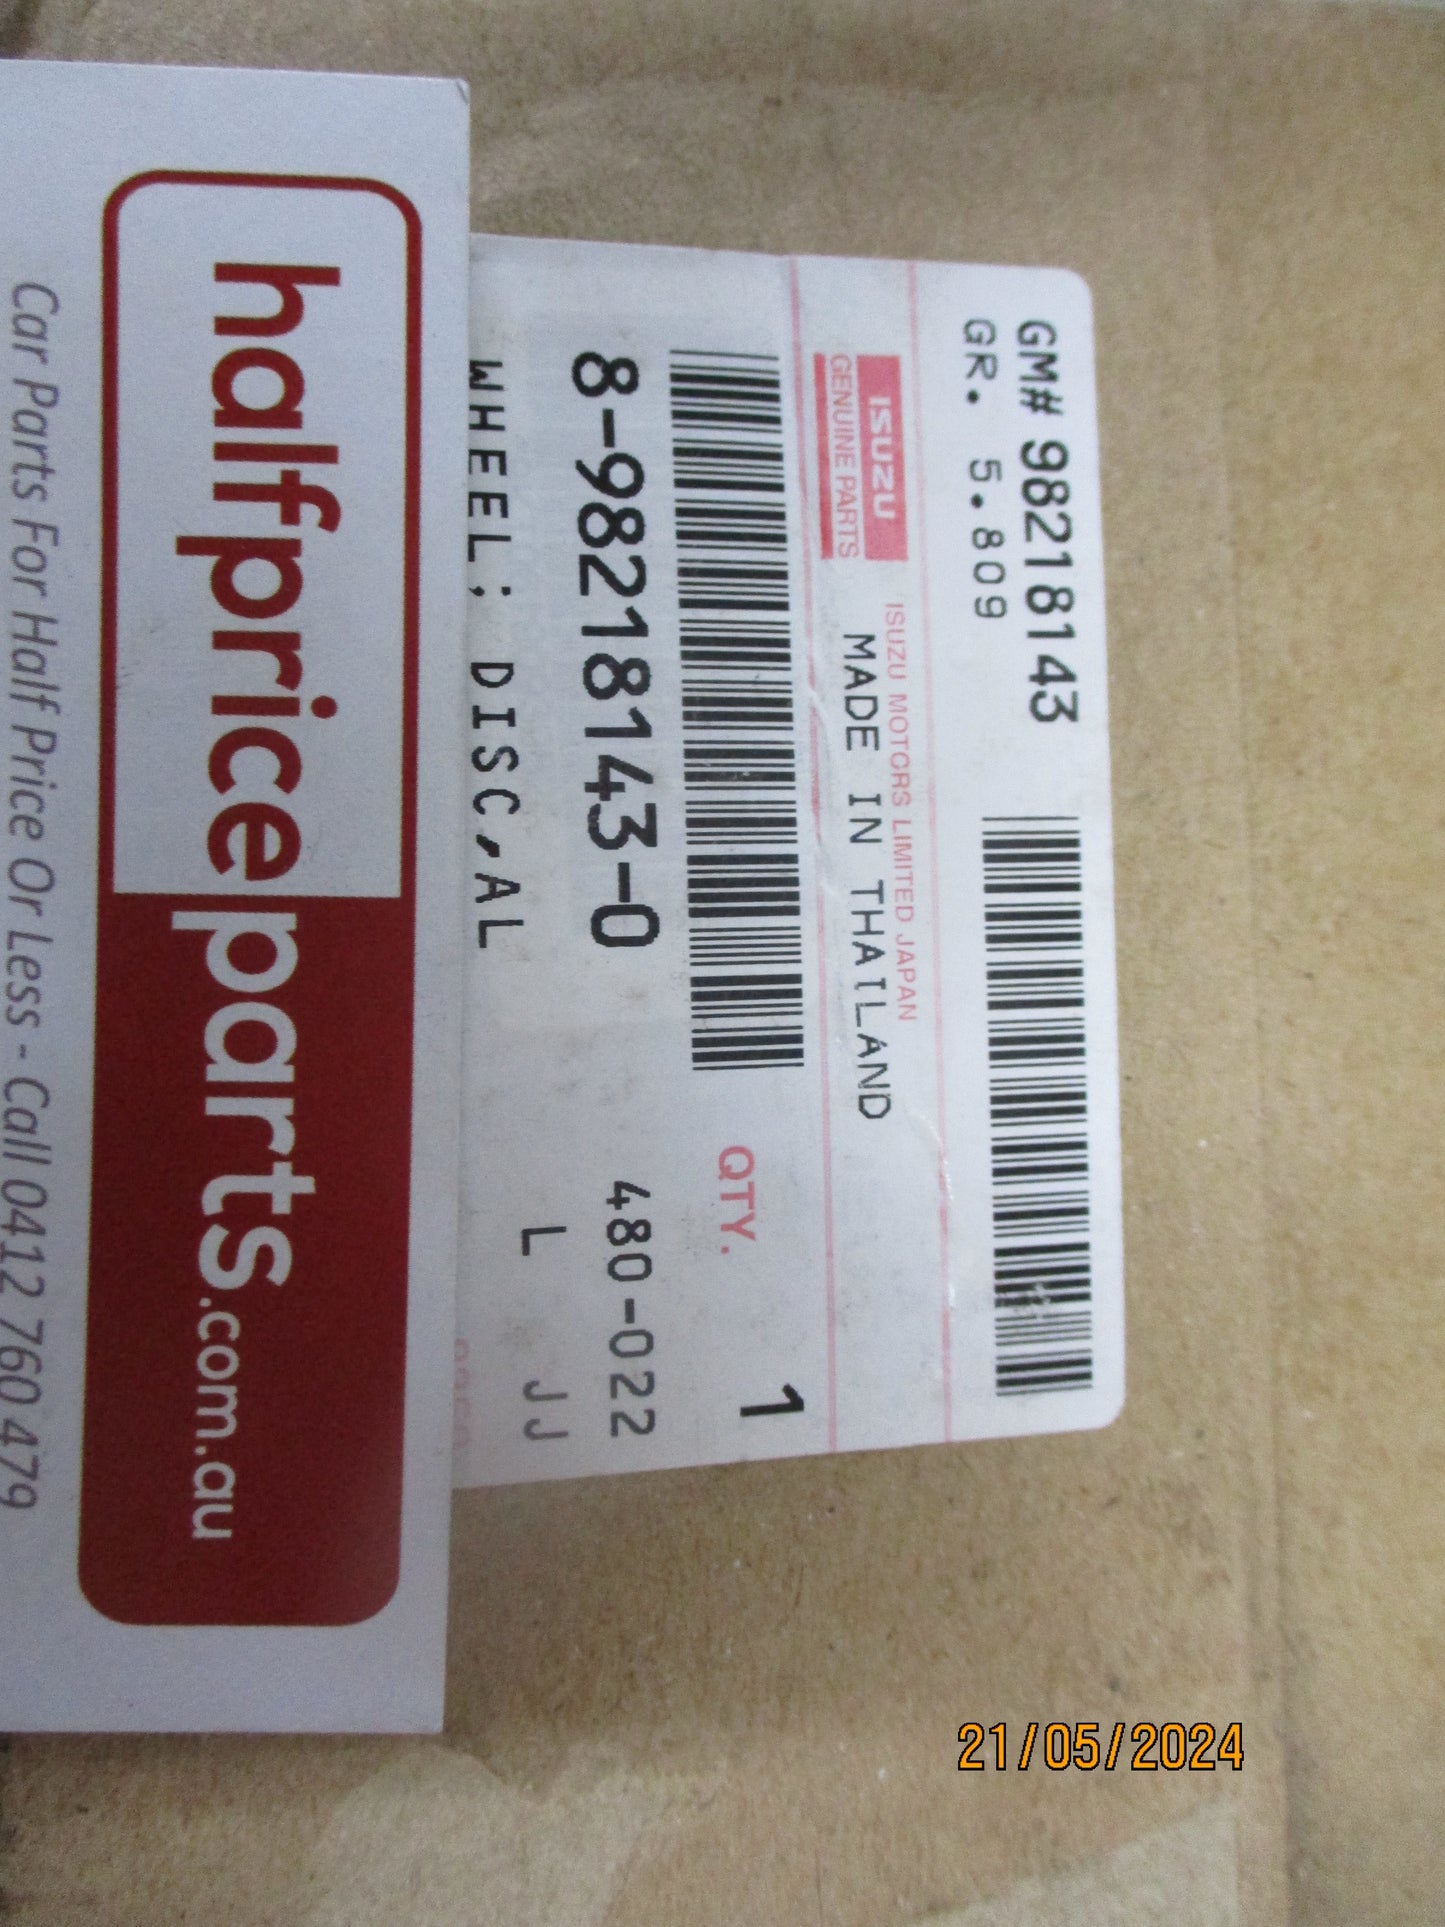 GM# 98218143
GR. 5.809
ISUZU
GENUINE PARTS
ISUZU MOTORS LIMITED JAPAN
MADE IN THAILAND
QTY. 1
8-98218143-0
480-022
WHEEL; DISC,AL
L JJ
halfpriceparts.com.au
Car Parts For Half Price Or Less - Call 0412 760 479
21/05/2024